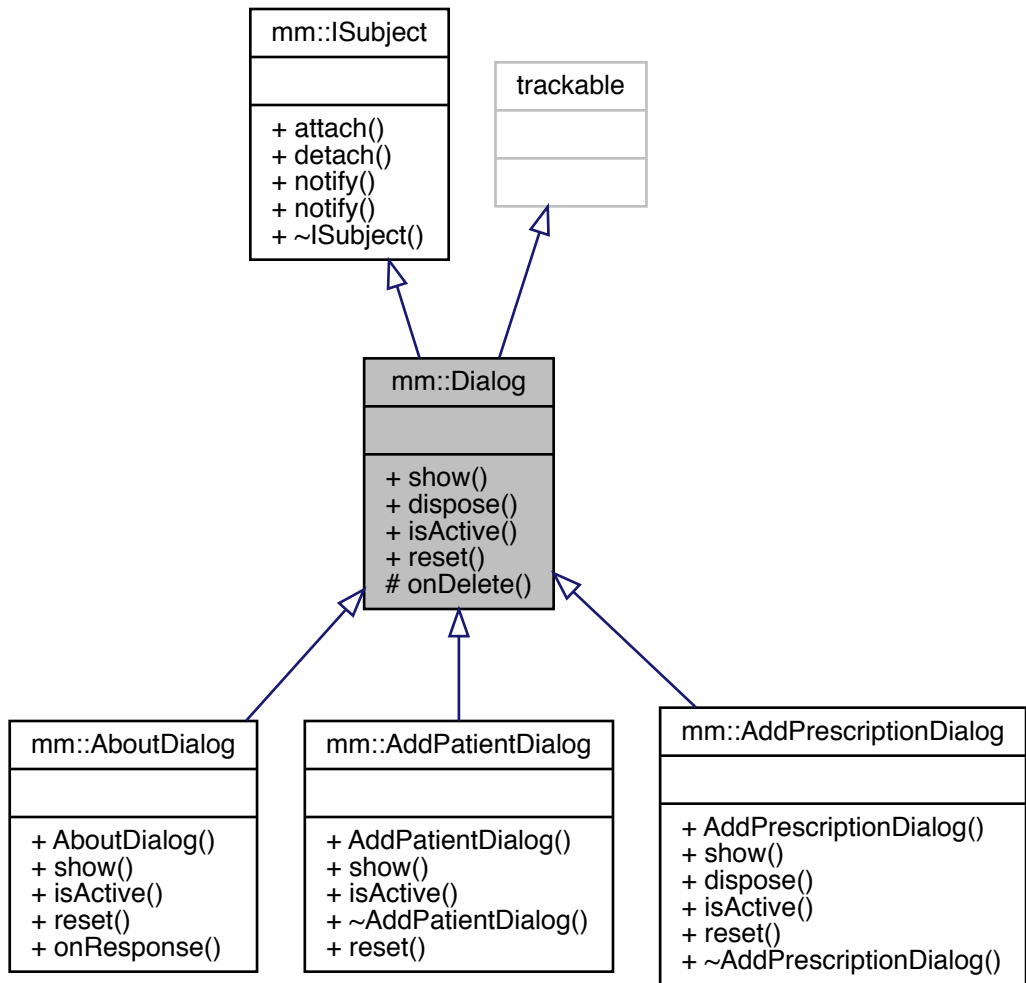 mm::ISubject
+ attach()
+ detach()
+ notify()
+ notify()
+ ~ISubject()
trackable
mm::Dialog
+ show()
+ dispose()
+ isActive()
+ reset()
# onDelete()
mm::AboutDialog
+ AboutDialog()
+ show()
+ isActive()
+ reset()
+ onResponse()
mm::AddPatientDialog
+ AddPatientDialog()
+ show()
+ isActive()
+ ~AddPatientDialog()
+ reset()
mm::AddPrescriptionDialog
+ AddPrescriptionDialog()
+ show()
+ dispose()
+ isActive()
+ reset()
+ ~AddPrescriptionDialog()